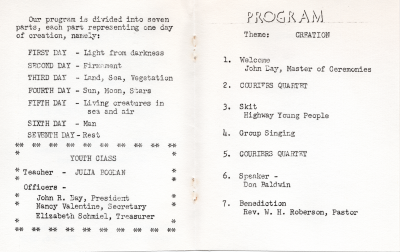 Our program is divided into seven
parts, each part representing one day
of creation, namely:
FIRST DAY - Light from darkness
SECOND DAY - Firmament
THIRD DAY - Land, Sea, Vegetation
FOURTH DAY - Sun, Moon, Stars
FIFTH DAY - Living creatures in
sea and air
SIXTH DAY - Man
SEVENTH DAY - Rest
** ** ** ** ** ** ** ** ** ** **
* YOUTH CLASS *
* Teacher - JULIA BOGGAN *
Officers -
* John R. Day, President *
* Nancy Valentine, Secretary *
* Elizabeth Schmiel, Treasurer *
** ** ** ** ** ** ** ** ** ** **
PROGRAM
Theme: CREATION
1. Welcome
John Day, Master of Ceremonies
2. COURIERS QUARTET
3. Skit
Highway Young People
4. Group Singing
5. COURIERS QUARTET
6. Speaker -
Don Baldwin
7. Benediction
Rev. W. H. Roberson, Pastor